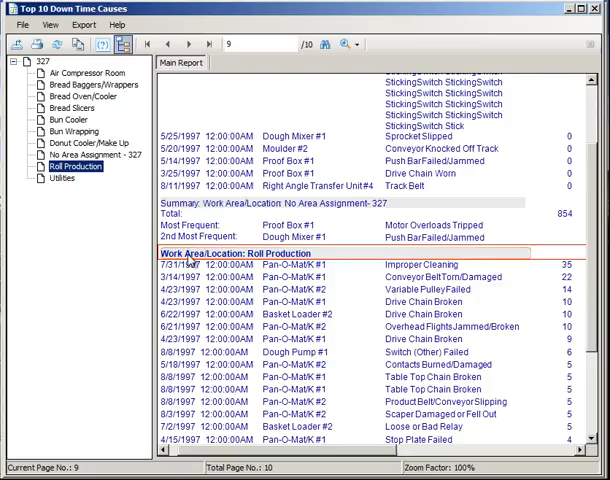 Top 10 Down Time Causes
File View Export Help
9 /10
327
Air Compressor Room
Bread Baggers/Wrappers
Bread Oven/Cooler
Bread Slicers
Bun Cooler
Bun Wrapping
Donut Cooler/Make Up
No Area Assignment - 327
Roll Production
Utilities
Main Report
StickingSwitch StickingSwitch
StickingSwitch StickingSwitch
StickingSwitch StickingSwitch
StickingSwitch StickingSwitch
StickingSwitch Stick
5/25/1997 12:00:00AM Dough Mixer #1 Sprocket Slipped 0
5/20/1997 12:00:00AM Moulder #2 Conveyor Knocked Off Track 0
5/14/1997 12:00:00AM Proof Box #1 Push Bar Failed/Jammed 0
3/25/1997 12:00:00AM Proof Box #1 Drive Chain Worn 0
8/11/1997 12:00:00AM Right Angle Transfer Unit #4 Track Belt 0
Summary: Work Area/Location: No Area Assignment- 327
Total: 854
Most Frequent: Proof Box #1 Motor Overloads Tripped
2nd Most Frequent: Dough Mixer #1 Push Bar Failed/Jammed
Work Area/Location: Roll Production
7/31/1997 12:00:00AM Pan-O-Mat/K #1 Improper Cleaning 35
3/14/1997 12:00:00AM Pan-O-Mat/K #1 Conveyor Belt Torn/Damaged 22
4/23/1997 12:00:00AM Pan-O-Mat/K #2 Variable Pulley Failed 14
4/23/1997 12:00:00AM Pan-O-Mat/K #1 Drive Chain Broken 10
6/22/1997 12:00:00AM Basket Loader #2 Drive Chain Broken 10
6/21/1997 12:00:00AM Pan-O-Mat/K #2 Overhead Flights Jammed/Broken 10
4/23/1997 12:00:00AM Pan-O-Mat/K #1 Drive Chain Broken 9
8/8/1997 12:00:00AM Dough Pump #1 Switch (Other) Failed 6
5/18/1997 12:00:00AM Pan-O-Mat/K #2 Contacts Burned/Damaged 5
8/8/1997 12:00:00AM Pan-O-Mat/K #1 Table Top Chain Broken 5
8/8/1997 12:00:00AM Pan-O-Mat/K #1 Table Top Chain Broken 5
8/8/1997 12:00:00AM Pan-O-Mat/K #2 Product Belt/Conveyor Slipping 5
8/3/1997 12:00:00AM Pan-O-Mat/K #2 Scaper Damaged or Fell Out 5
7/2/1997 12:00:00AM Basket Loader #1 Loose or Bad Relay 5
4/15/1997 12:00:00AM Pan-O-Mat/K #1 Stop Plate Failed 4
Current Page No.: 9 Total Page No.: 10 Zoom Factor: 100%